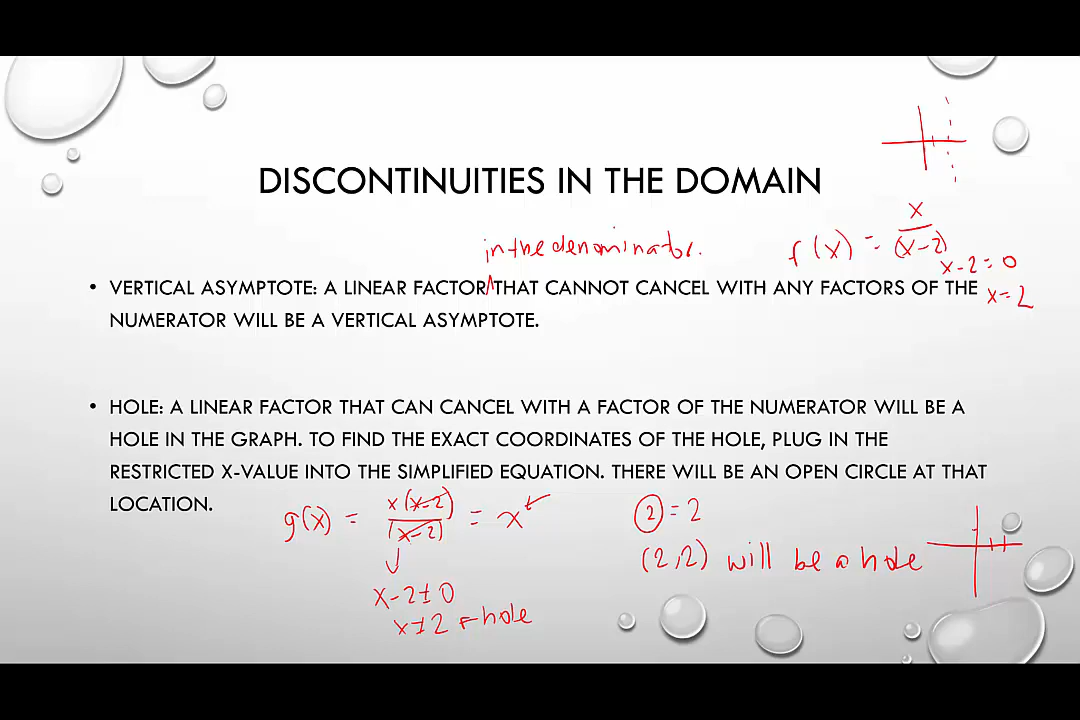 DISCONTINUITIES IN THE DOMAIN
x
f(x) = (x-2)
in the denominator.
x-2=0
• VERTICAL ASYMPTOTE: A LINEAR FACTOR^THAT CANNOT CANCEL WITH ANY FACTORS OF THE
x=2
NUMERATOR WILL BE A VERTICAL ASYMPTOTE.
• HOLE: A LINEAR FACTOR THAT CAN CANCEL WITH A FACTOR OF THE NUMERATOR WILL BE A
HOLE IN THE GRAPH. TO FIND THE EXACT COORDINATES OF THE HOLE, PLUG IN THE
RESTRICTED X-VALUE INTO THE SIMPLIFIED EQUATION. THERE WILL BE AN OPEN CIRCLE AT THAT
LOCATION.
x(x-2)
g(x) = (x-2) = x
2 = 2
(2,2) will be a hole
x-2≠0
x≠2 ← hole